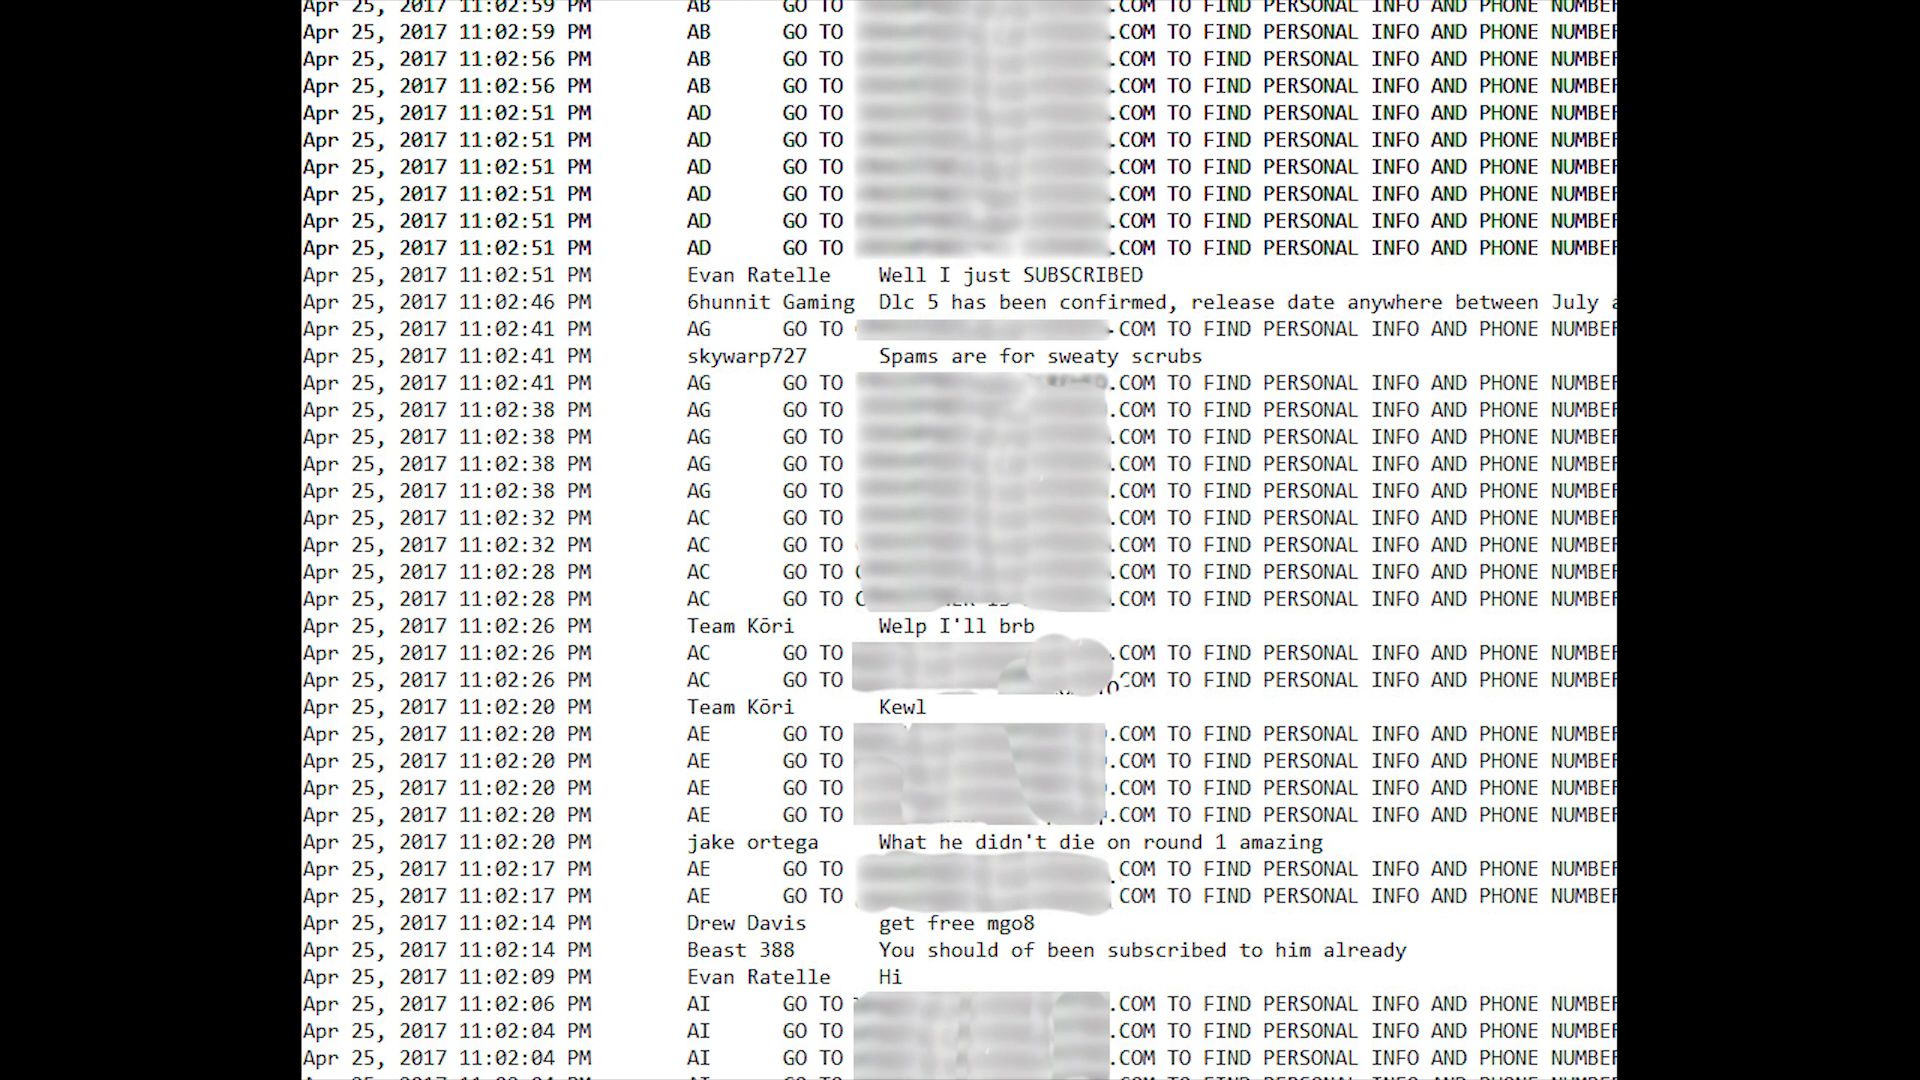 Apr 25, 2017 11:02:59 PM AB GO TO .COM TO FIND PERSONAL INFO AND PHONE NUMBER
Apr 25, 2017 11:02:59 PM AB GO TO .COM TO FIND PERSONAL INFO AND PHONE NUMBER
Apr 25, 2017 11:02:56 PM AB GO TO .COM TO FIND PERSONAL INFO AND PHONE NUMBER
Apr 25, 2017 11:02:56 PM AB GO TO .COM TO FIND PERSONAL INFO AND PHONE NUMBER
Apr 25, 2017 11:02:51 PM AD GO TO .COM TO FIND PERSONAL INFO AND PHONE NUMBER
Apr 25, 2017 11:02:51 PM AD GO TO .COM TO FIND PERSONAL INFO AND PHONE NUMBER
Apr 25, 2017 11:02:51 PM AD GO TO .COM TO FIND PERSONAL INFO AND PHONE NUMBER
Apr 25, 2017 11:02:51 PM AD GO TO .COM TO FIND PERSONAL INFO AND PHONE NUMBER
Apr 25, 2017 11:02:51 PM AD GO TO .COM TO FIND PERSONAL INFO AND PHONE NUMBER
Apr 25, 2017 11:02:51 PM AD GO TO .COM TO FIND PERSONAL INFO AND PHONE NUMBER
Apr 25, 2017 11:02:51 PM Evan Ratelle Well I just SUBSCRIBED
Apr 25, 2017 11:02:46 PM 6hunnit Gaming Dlc 5 has been confirmed, release date anywhere between July
Apr 25, 2017 11:02:41 PM AG GO TO .COM TO FIND PERSONAL INFO AND PHONE NUMBER
Apr 25, 2017 11:02:41 PM skywarp727 Spams are for sweaty scrubs
Apr 25, 2017 11:02:41 PM AG GO TO .COM TO FIND PERSONAL INFO AND PHONE NUMBER
Apr 25, 2017 11:02:38 PM AG GO TO .COM TO FIND PERSONAL INFO AND PHONE NUMBER
Apr 25, 2017 11:02:38 PM AG GO TO .COM TO FIND PERSONAL INFO AND PHONE NUMBER
Apr 25, 2017 11:02:38 PM AG GO TO .COM TO FIND PERSONAL INFO AND PHONE NUMBER
Apr 25, 2017 11:02:38 PM AG GO TO .COM TO FIND PERSONAL INFO AND PHONE NUMBER
Apr 25, 2017 11:02:32 PM AC GO TO .COM TO FIND PERSONAL INFO AND PHONE NUMBER
Apr 25, 2017 11:02:32 PM AC GO TO .COM TO FIND PERSONAL INFO AND PHONE NUMBER
Apr 25, 2017 11:02:28 PM AC GO TO .COM TO FIND PERSONAL INFO AND PHONE NUMBER
Apr 25, 2017 11:02:28 PM AC GO TO .COM TO FIND PERSONAL INFO AND PHONE NUMBER
Apr 25, 2017 11:02:26 PM Team Kōri Welp I'll brb
Apr 25, 2017 11:02:26 PM AC GO TO .COM TO FIND PERSONAL INFO AND PHONE NUMBER
Apr 25, 2017 11:02:26 PM AC GO TO COM TO FIND PERSONAL INFO AND PHONE NUMBER
Apr 25, 2017 11:02:20 PM Team Kōri Kewl
Apr 25, 2017 11:02:20 PM AE GO TO .COM TO FIND PERSONAL INFO AND PHONE NUMBER
Apr 25, 2017 11:02:20 PM AE GO TO .COM TO FIND PERSONAL INFO AND PHONE NUMBER
Apr 25, 2017 11:02:20 PM AE GO TO .COM TO FIND PERSONAL INFO AND PHONE NUMBER
Apr 25, 2017 11:02:20 PM AE GO TO .COM TO FIND PERSONAL INFO AND PHONE NUMBER
Apr 25, 2017 11:02:20 PM jake ortega What he didn't die on round 1 amazing
Apr 25, 2017 11:02:17 PM AE GO TO .COM TO FIND PERSONAL INFO AND PHONE NUMBER
Apr 25, 2017 11:02:17 PM AE GO TO .COM TO FIND PERSONAL INFO AND PHONE NUMBER
Apr 25, 2017 11:02:14 PM Drew Davis get free mgo8
Apr 25, 2017 11:02:14 PM Beast 388 You should of been subscribed to him already
Apr 25, 2017 11:02:09 PM Evan Ratelle Hi
Apr 25, 2017 11:02:06 PM AI GO TO .COM TO FIND PERSONAL INFO AND PHONE NUMBER
Apr 25, 2017 11:02:04 PM AI GO TO .COM TO FIND PERSONAL INFO AND PHONE NUMBER
Apr 25, 2017 11:02:04 PM AI GO TO .COM TO FIND PERSONAL INFO AND PHONE NUMBER